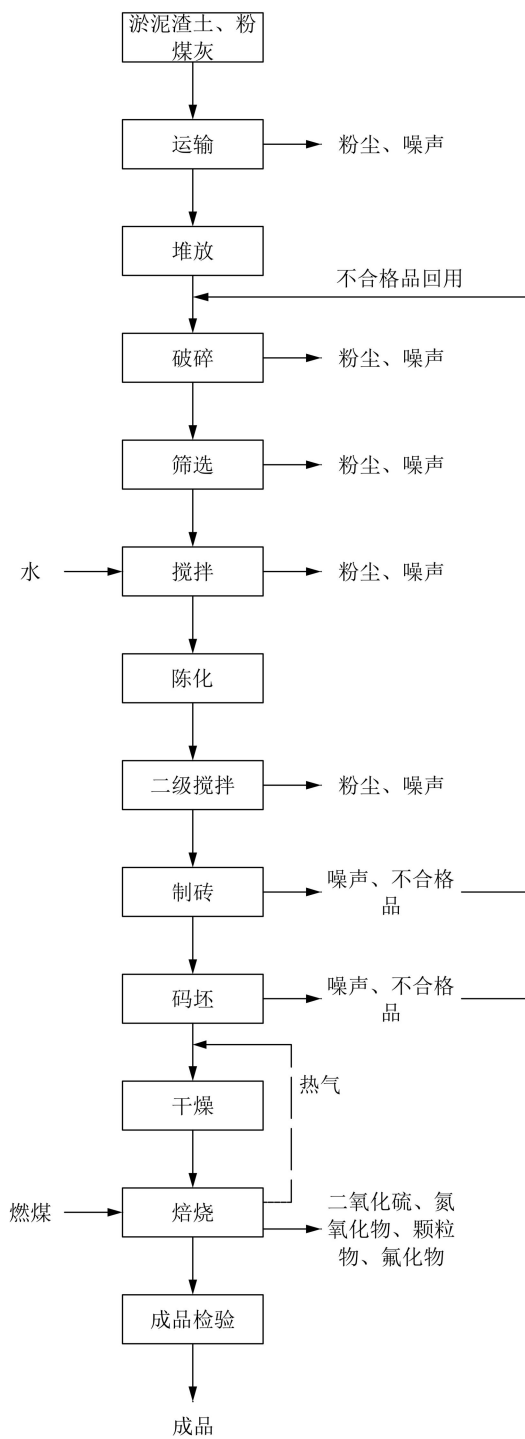 淤泥渣土、粉
煤灰
运输
粉尘、噪声
堆放
不合格品回用
破碎
粉尘、噪声
筛选
粉尘、噪声
水
搅拌
粉尘、噪声
陈化
二级搅拌
粉尘、噪声
制砖
噪声、不合格
品
码坯
噪声、不合格
品
热气
干燥
燃煤
焙烧
二氧化硫、氮
氧化物、颗粒
物、氟化物
成品检验
成品